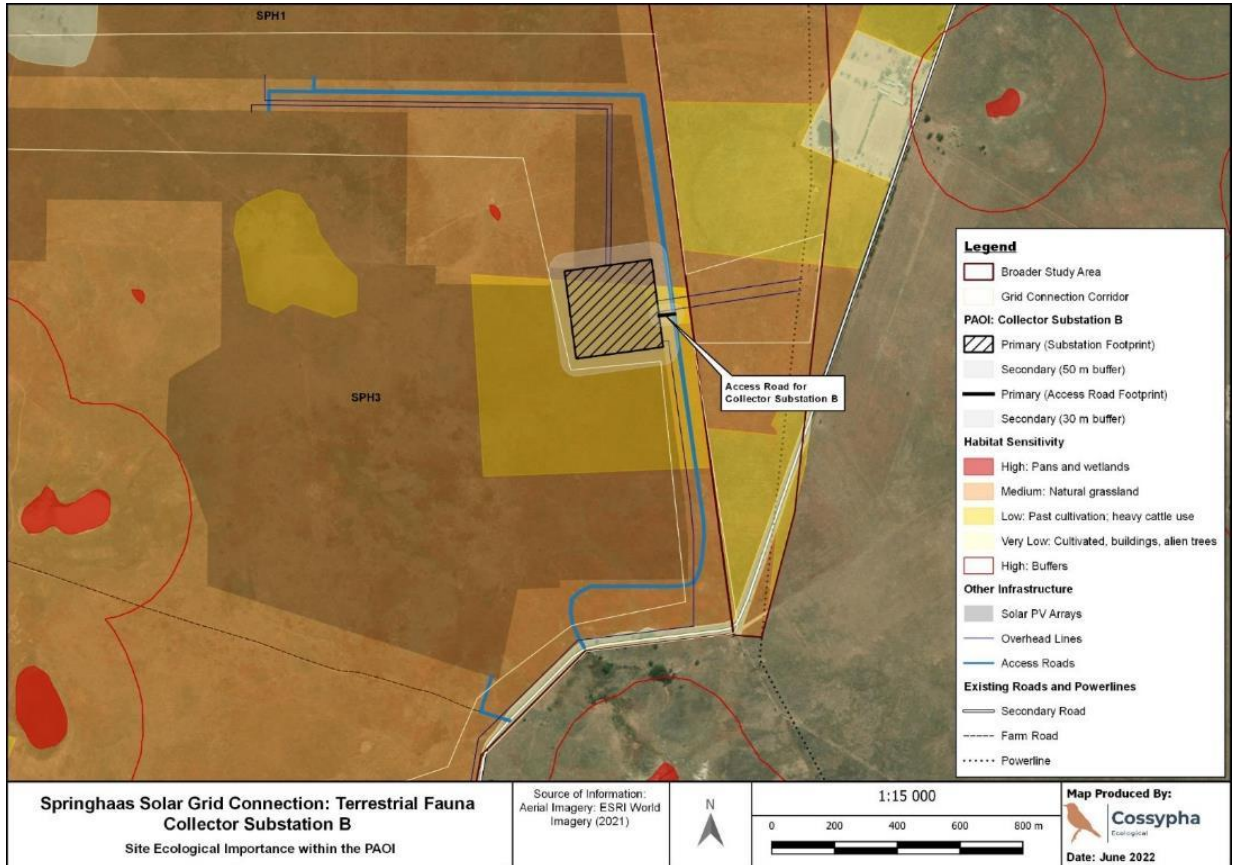 SPH1
SPH3
Access Road for
Collector Substation B
Legend
Broader Study Area
Grid Connection Corridor
PAOI: Collector Substation B
Primary (Substation Footprint)
Secondary (50 m buffer)
Primary (Access Road Footprint)
Secondary (30 m buffer)
Habitat Sensitivity
High: Pans and wetlands
Medium: Natural grassland
Low: Past cultivation; heavy cattle use
Very Low: Cultivated, buildings, alien trees
High: Buffers
Other Infrastructure
Solar PV Arrays
Overhead Lines
Access Roads
Existing Roads and Powerlines
Secondary Road
Farm Road
Powerline
Springhaas Solar Grid Connection: Terrestrial Fauna
Collector Substation B
Site Ecological Importance within the PAOI
Source of Information:
Aerial Imagery: ESRI World
Imagery (2021)
N
1:15 000
0 200 400 600 800 m
Map Produced By:
Cossypha
Ecological
Date: June 2022